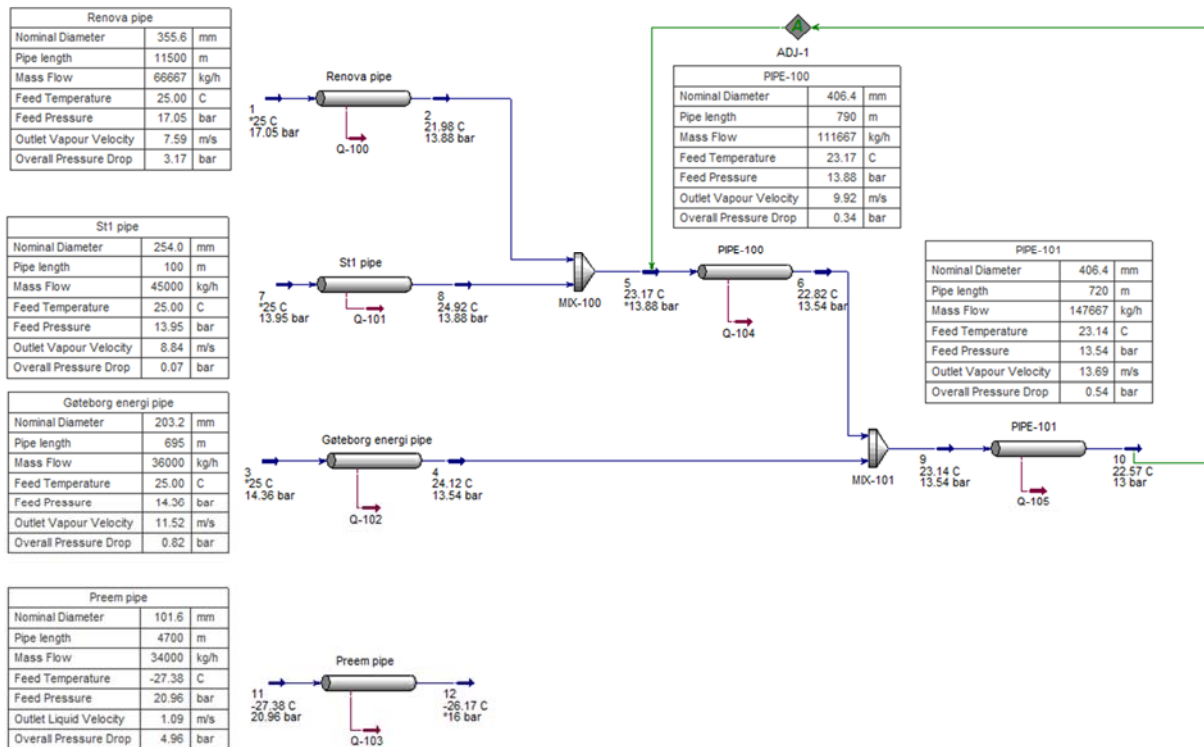 Renova pipe
Nominal Diameter 355.6 mm
Pipe length 11500 m
Mass Flow 66667 kg/h
Feed Temperature 25.00 C
Feed Pressure 17.05 bar
Outlet Vapour Velocity 7.59 m/s
Overall Pressure Drop 3.17 bar
Renova pipe
1
*25 C
17.05 bar
Q-100
2
21.98 C
13.88 bar
A
ADJ-1
PIPE-100
Nominal Diameter 406.4 mm
Pipe length 790 m
Mass Flow 111667 kg/h
Feed Temperature 23.17 C
Feed Pressure 13.88 bar
Outlet Vapour Velocity 9.92 m/s
Overall Pressure Drop 0.34 bar
St1 pipe
Nominal Diameter 254.0 mm
Pipe length 100 m
Mass Flow 45000 kg/h
Feed Temperature 25.00 C
Feed Pressure 13.95 bar
Outlet Vapour Velocity 8.84 m/s
Overall Pressure Drop 0.07 bar
St1 pipe
7
*25 C
13.95 bar
Q-101
8
24.92 C
13.88 bar
MIX-100
5
23.17 C
*13.88 bar
PIPE-100
Q-104
6
22.82 C
13.54 bar
PIPE-101
Nominal Diameter 406.4 mm
Pipe length 720 m
Mass Flow 147667 kg/h
Feed Temperature 23.14 C
Feed Pressure 13.54 bar
Outlet Vapour Velocity 13.69 m/s
Overall Pressure Drop 0.54 bar
Gøteborg energi pipe
Nominal Diameter 203.2 mm
Pipe length 695 m
Mass Flow 36000 kg/h
Feed Temperature 25.00 C
Feed Pressure 14.36 bar
Outlet Vapour Velocity 11.52 m/s
Overall Pressure Drop 0.82 bar
Gøteborg energi pipe
3
*25 C
14.36 bar
Q-102
4
24.12 C
13.54 bar
MIX-101
9
23.14 C
13.54 bar
PIPE-101
Q-105
10
22.57 C
13 bar
Preem pipe
Nominal Diameter 101.6 mm
Pipe length 4700 m
Mass Flow 34000 kg/h
Feed Temperature -27.38 C
Feed Pressure 20.96 bar
Outlet Liquid Velocity 1.09 m/s
Overall Pressure Drop 4.96 bar
Preem pipe
11
-27.38 C
20.96 bar
Q-103
12
-26.17 C
*16 bar